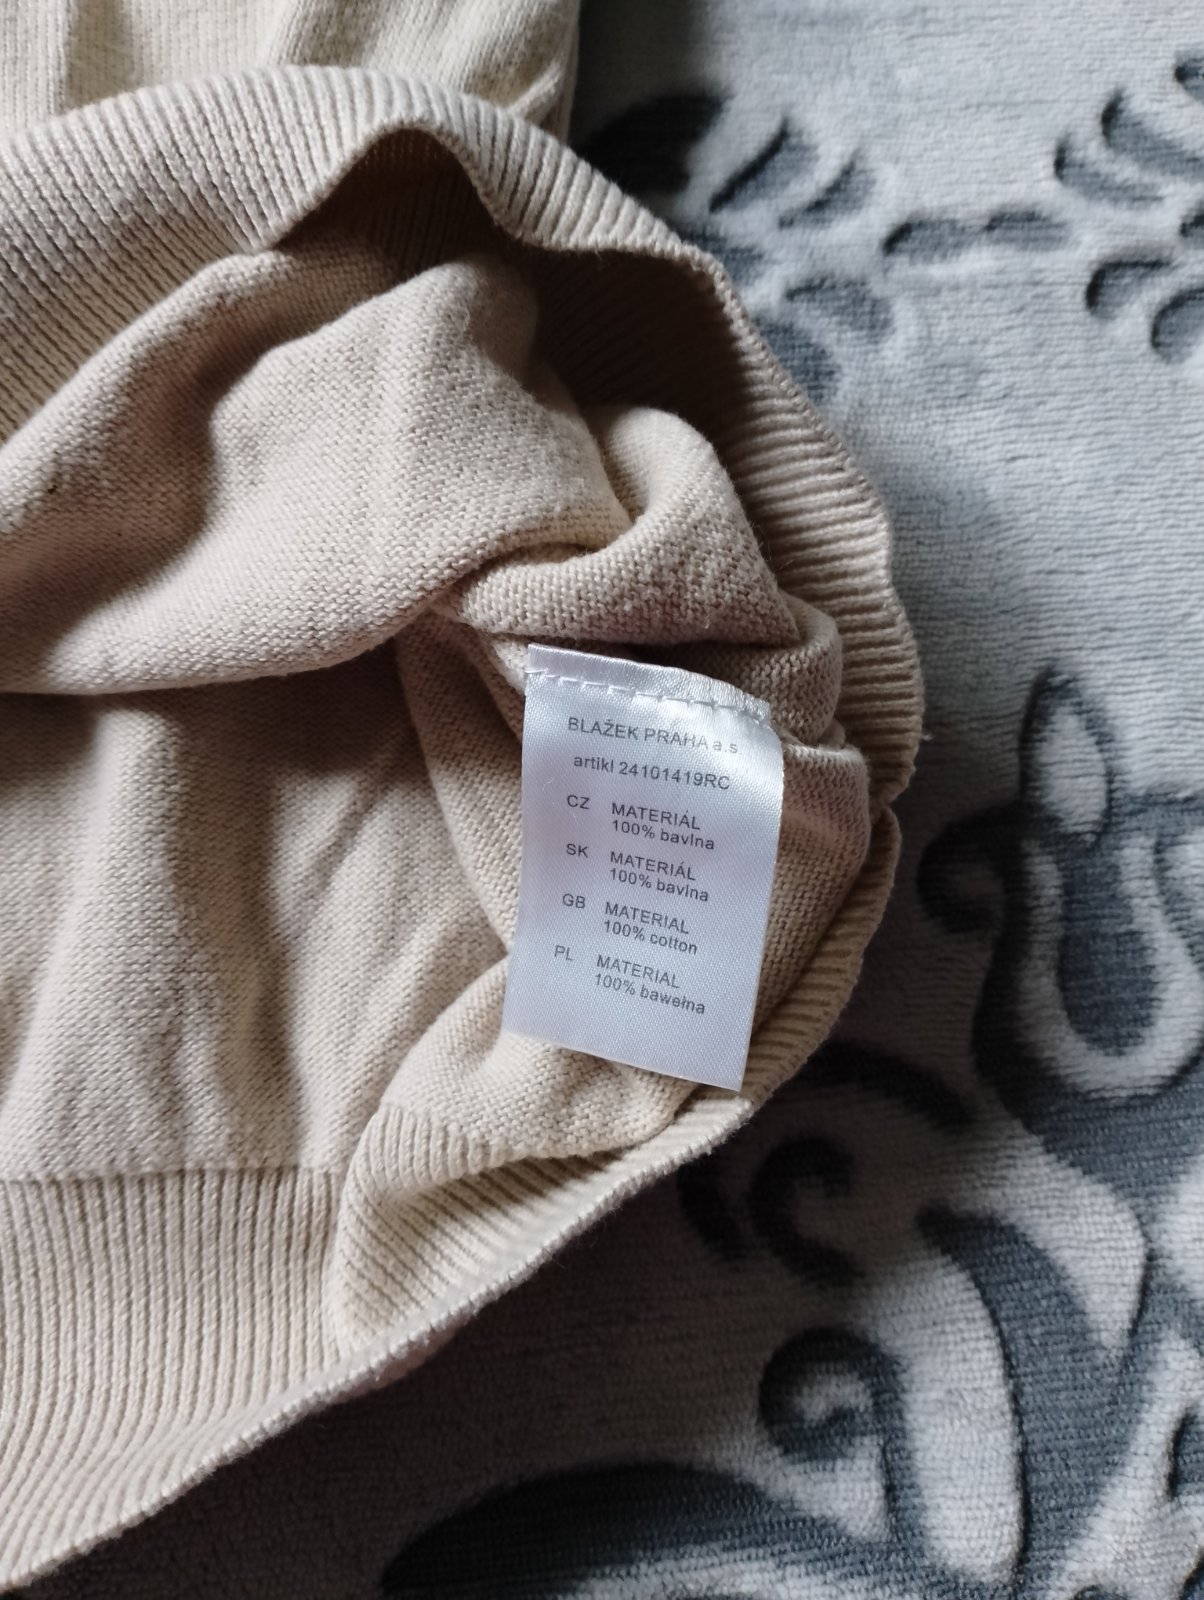 BLAŽEK PRAHA a.s
artikl 24101419RC
CZ MATERIÁL
100% bavlna
SK MATERIÁL
100% bavlna
GB MATERIAL
100% cotton
PL MATERIAL
100% bawełna